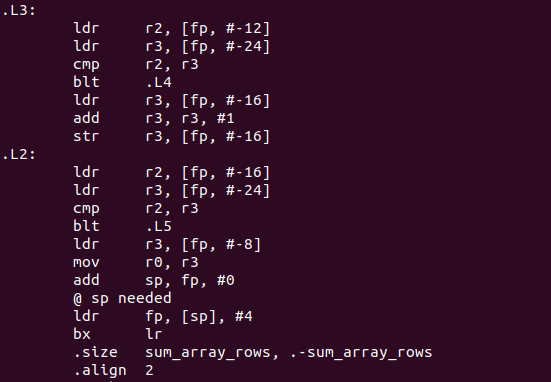 .L3:
ldr r2, [fp, #-12]
ldr r3, [fp, #-24]
cmp r2, r3
blt .L4
ldr r3, [fp, #-16]
add r3, r3, #1
str r3, [fp, #-16]
.L2:
ldr r2, [fp, #-16]
ldr r3, [fp, #-24]
cmp r2, r3
blt .L5
ldr r3, [fp, #-8]
mov r0, r3
add sp, fp, #0
@ sp needed
ldr fp, [sp], #4
bx lr
.size sum_array_rows, .-sum_array_rows
.align 2